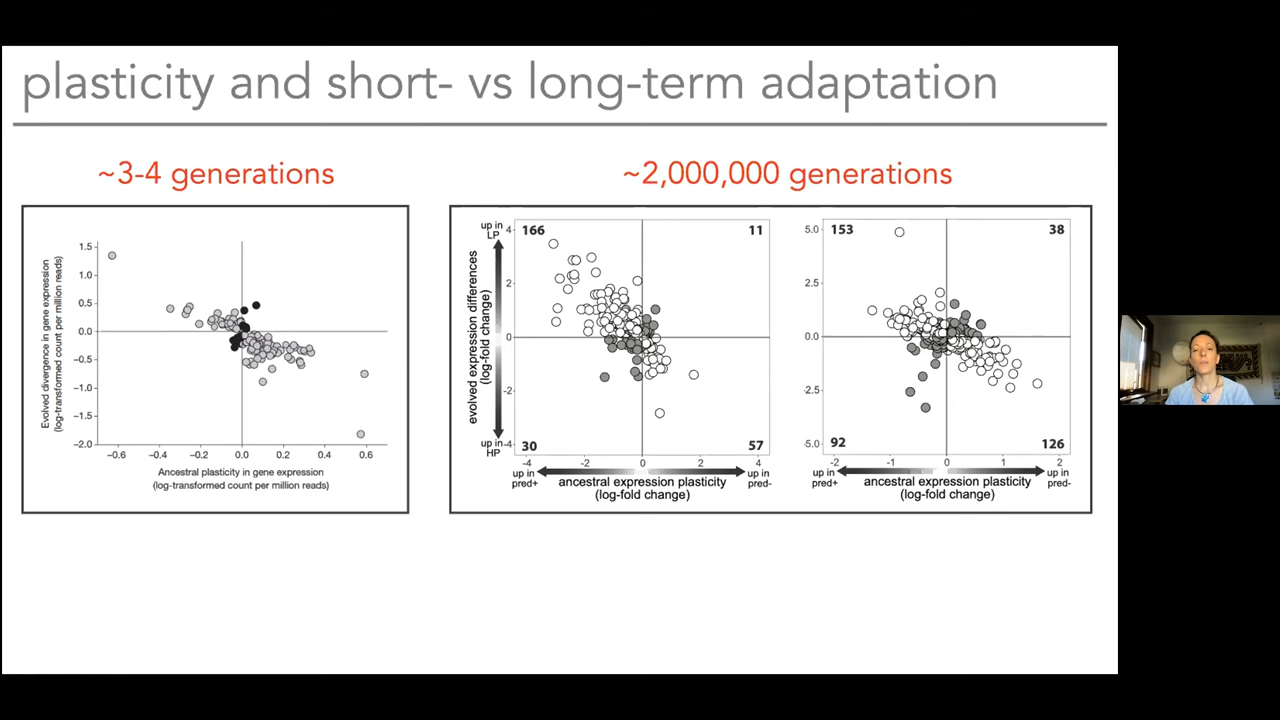 plasticity and short- vs long-term adaptation
~3-4 generations
~2,000,000 generations
Evolved divergence in gene expression
(log-transformed count per million reads)
1.5
1.0
0.5
0.0
−0.5
−1.0
−1.5
−2.0
−0.6 −0.4 −0.2 0.0 0.2 0.4 0.6
Ancestral plasticity in gene expression
(log-transformed count per million reads)
evolved expression differences
(log-fold change)
up in
LP
up in
HP
4
2
0
-2
-4
166
11
30
57
-4 -2 0 2 4
up in
pred+
ancestral expression plasticity
(log-fold change)
up in
pred-
5.0
2.5
0.0
-2.5
-5.0
153
38
92
126
-2 -1 0 1 2
up in
pred+
ancestral expression plasticity
(log-fold change)
up in
pred-